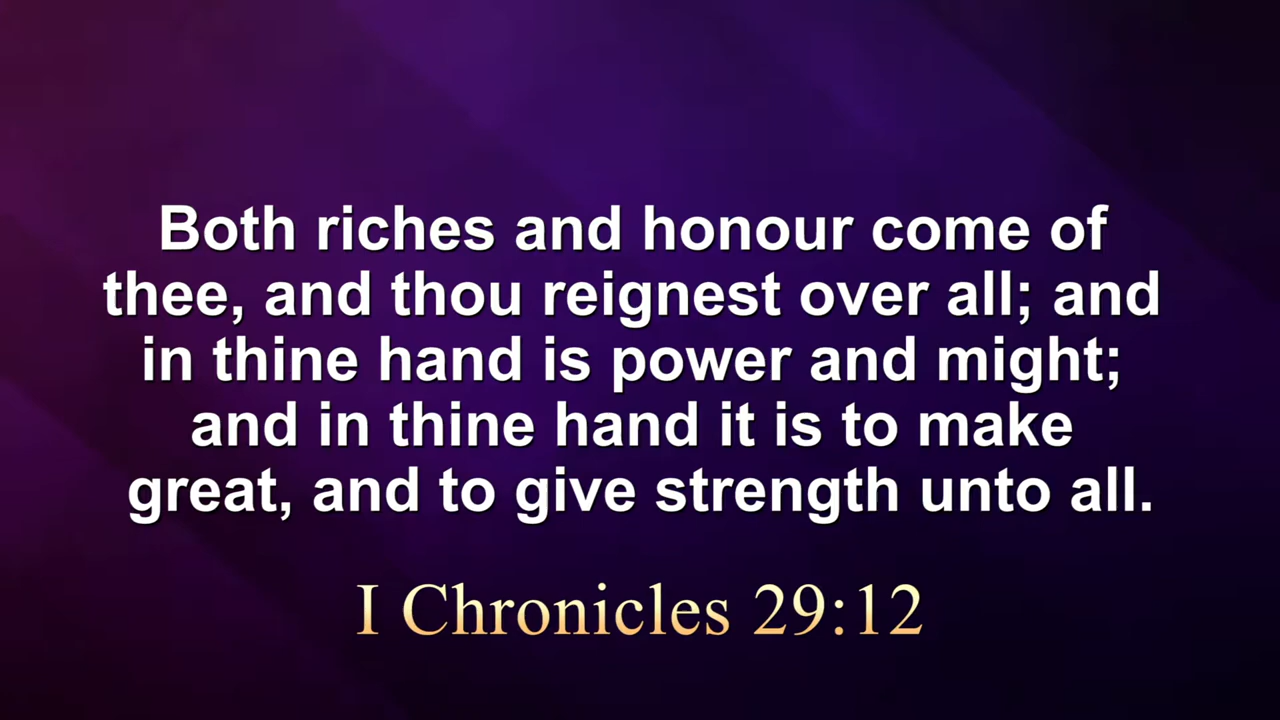 Both riches and honour come of
thee, and thou reignest over all; and
in thine hand is power and might;
and in thine hand it is to make
great, and to give strength unto all.
I Chronicles 29:12